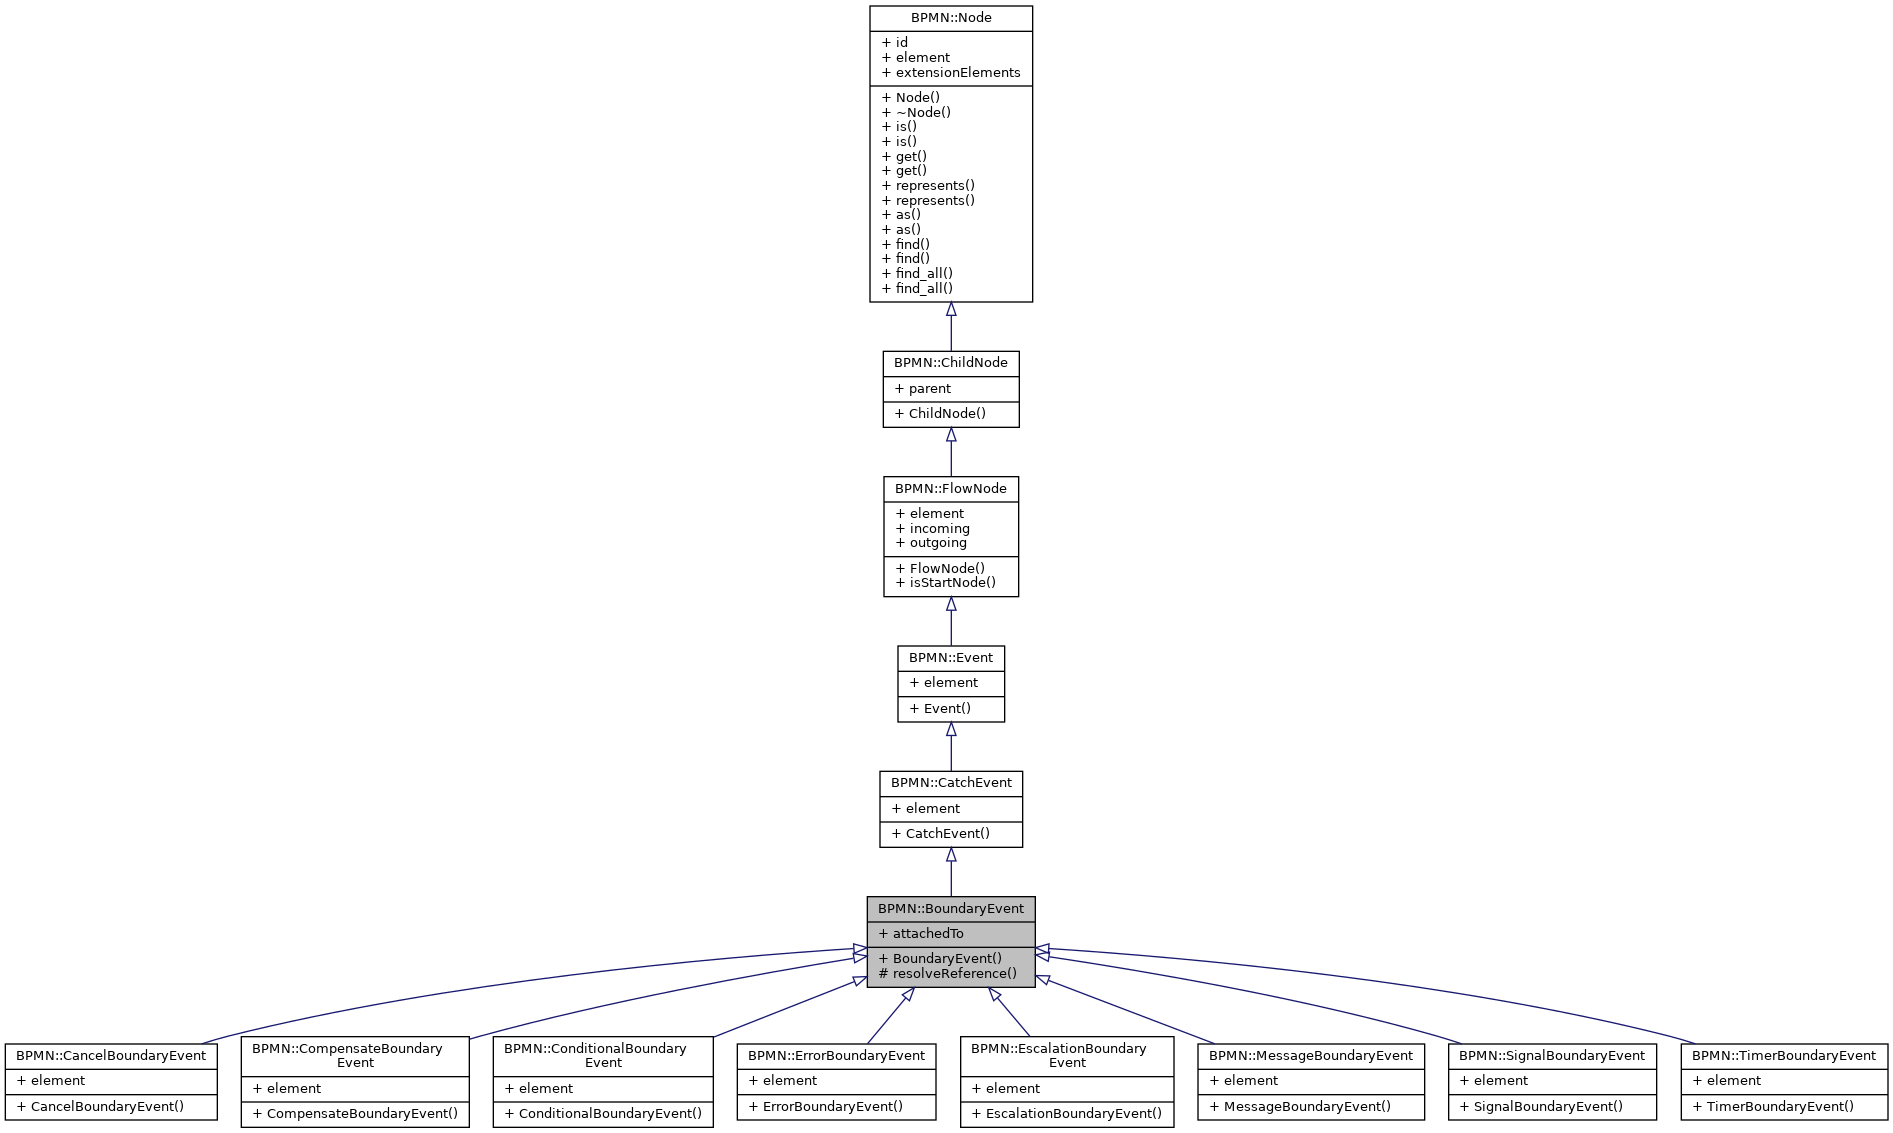 BPMN::Node
+ id
+ element
+ extensionElements
+ Node()
+ ~Node()
+ is()
+ is()
+ get()
+ get()
+ represents()
+ represents()
+ as()
+ as()
+ find()
+ find()
+ find_all()
+ find_all()
BPMN::ChildNode
+ parent
+ ChildNode()
BPMN::FlowNode
+ element
+ incoming
+ outgoing
+ FlowNode()
+ isStartNode()
BPMN::Event
+ element
+ Event()
BPMN::CatchEvent
+ element
+ CatchEvent()
BPMN::BoundaryEvent
+ attachedTo
+ BoundaryEvent()
# resolveReference()
BPMN::CancelBoundaryEvent
+ element
+ CancelBoundaryEvent()
BPMN::CompensateBoundary
Event
+ element
+ CompensateBoundaryEvent()
BPMN::ConditionalBoundary
Event
+ element
+ ConditionalBoundaryEvent()
BPMN::ErrorBoundaryEvent
+ element
+ ErrorBoundaryEvent()
BPMN::EscalationBoundary
Event
+ element
+ EscalationBoundaryEvent()
BPMN::MessageBoundaryEvent
+ element
+ MessageBoundaryEvent()
BPMN::SignalBoundaryEvent
+ element
+ SignalBoundaryEvent()
BPMN::TimerBoundaryEvent
+ element
+ TimerBoundaryEvent()